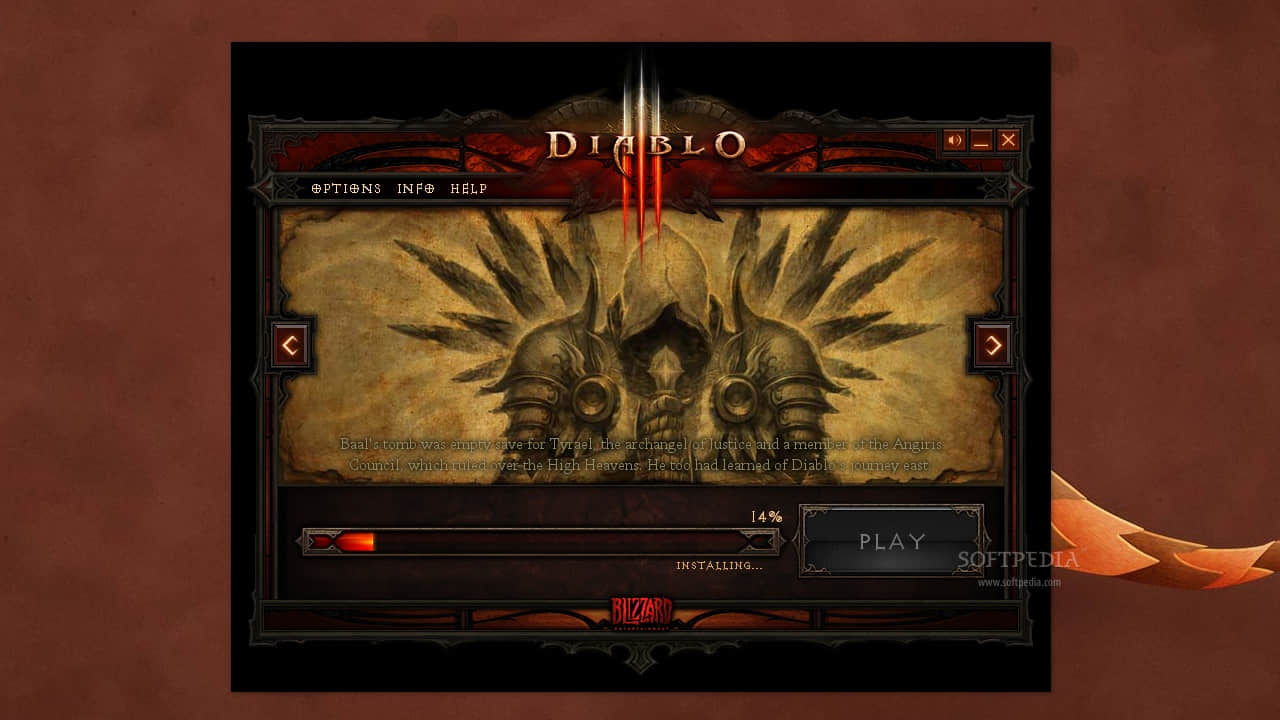 DIABLO
OPTIONS INFO HELP
Baal's tomb was empty save for Tyrael, the archangel of Justice and a member of the Angiris
Council, which ruled over the High Heavens. He too had learned of Diablo's journey east
14%
INSTALLING...
PLAY
SOFTPEDIA
www.softpedia.com
BLIZZARD
ENTERTAINMENT